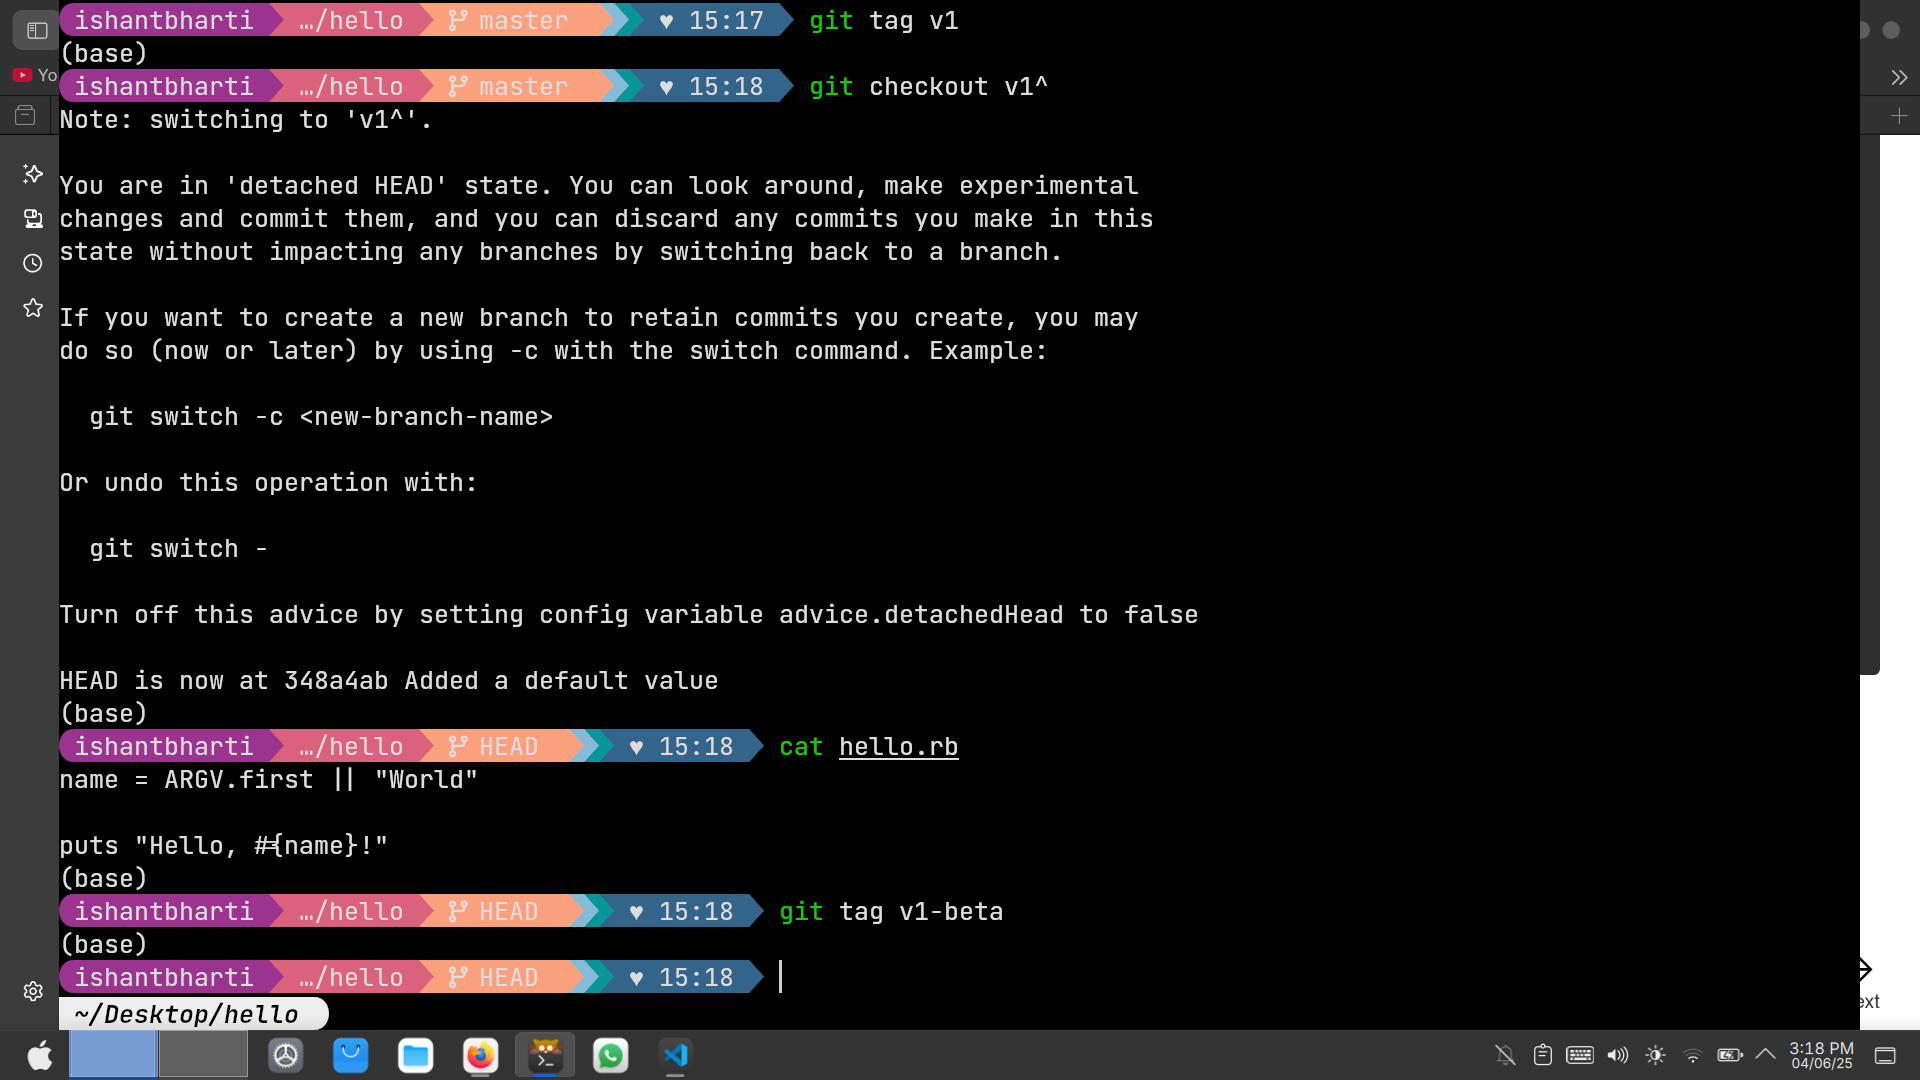 ishantbharti …/hello master ♥ 15:17 git tag v1
(base)
Yo
ishantbharti …/hello master ♥ 15:18 git checkout v1^
Note: switching to 'v1^'.
You are in 'detached HEAD' state. You can look around, make experimental
changes and commit them, and you can discard any commits you make in this
state without impacting any branches by switching back to a branch.
If you want to create a new branch to retain commits you create, you may
do so (now or later) by using -c with the switch command. Example:
git switch -c <new-branch-name>
Or undo this operation with:
git switch -
Turn off this advice by setting config variable advice.detachedHead to false
HEAD is now at 348a4ab Added a default value
(base)
ishantbharti …/hello HEAD ♥ 15:18 cat hello.rb
name = ARGV.first || "World"
puts "Hello, #{name}!"
(base)
ishantbharti …/hello HEAD ♥ 15:18 git tag v1-beta
(base)
ishantbharti …/hello HEAD ♥ 15:18
ext
~/Desktop/hello
3:18 PM
04/06/25